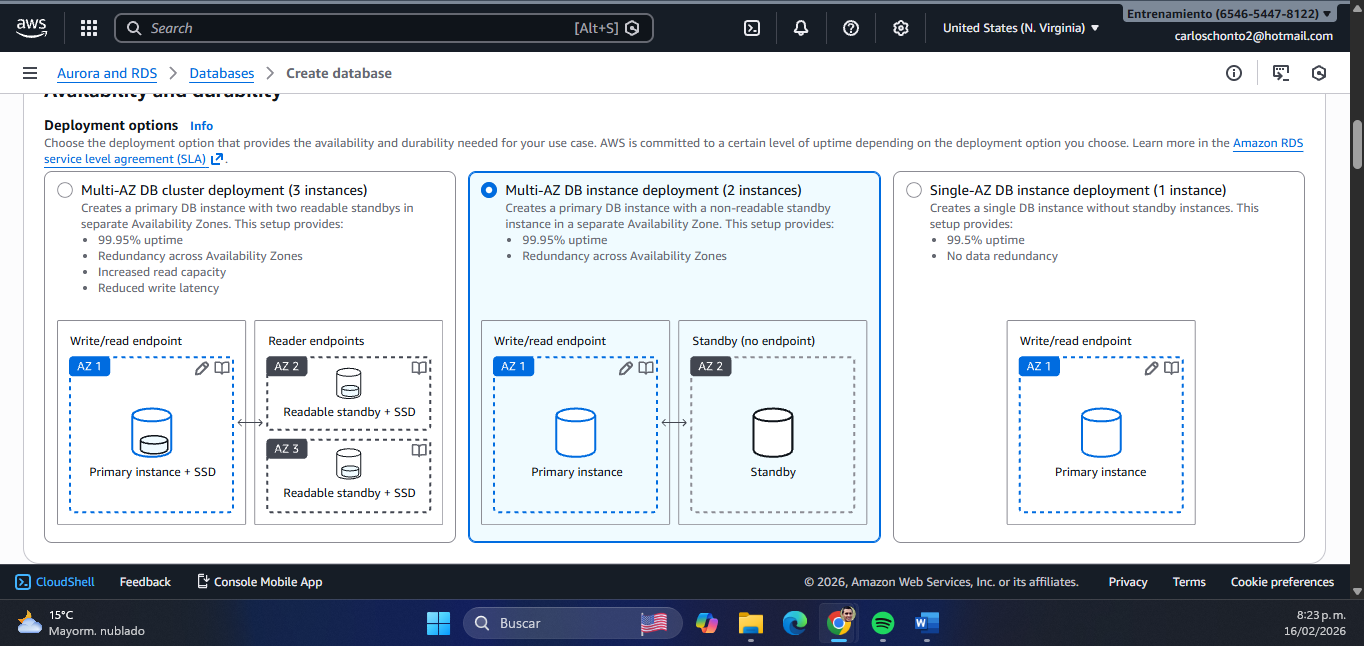 aws
Search
[Alt+S]
United States (N. Virginia)
Entrenamiento (6546-5447-8122)
carloschonto2@hotmail.com
Aurora and RDS
Databases
Create database
Availability and durability
Deployment options Info
Choose the deployment option that provides the availability and durability needed for your use case. AWS is committed to a certain level of uptime depending on the deployment option you choose. Learn more in the Amazon RDS
service level agreement (SLA) .
Multi-AZ DB cluster deployment (3 instances)
Creates a primary DB instance with two readable standbys in
separate Availability Zones. This setup provides:
• 99.95% uptime
• Redundancy across Availability Zones
• Increased read capacity
• Reduced write latency
Write/read endpoint
AZ 1
Primary instance + SSD
Reader endpoints
AZ 2
Readable standby + SSD
AZ 3
Readable standby + SSD
Multi-AZ DB instance deployment (2 instances)
Creates a primary DB instance with a non-readable standby
instance in a separate Availability Zone. This setup provides:
• 99.95% uptime
• Redundancy across Availability Zones
Write/read endpoint
AZ 1
Primary instance
Standby (no endpoint)
AZ 2
Standby
Single-AZ DB instance deployment (1 instance)
Creates a single DB instance without standby instances. This
setup provides:
• 99.5% uptime
• No data redundancy
Write/read endpoint
AZ 1
Primary instance
CloudShell
Feedback
Console Mobile App
© 2026, Amazon Web Services, Inc. or its affiliates.
Privacy
Terms
Cookie preferences
15°C
Mayorm. nublado
Buscar
8:23 p. m.
16/02/2026